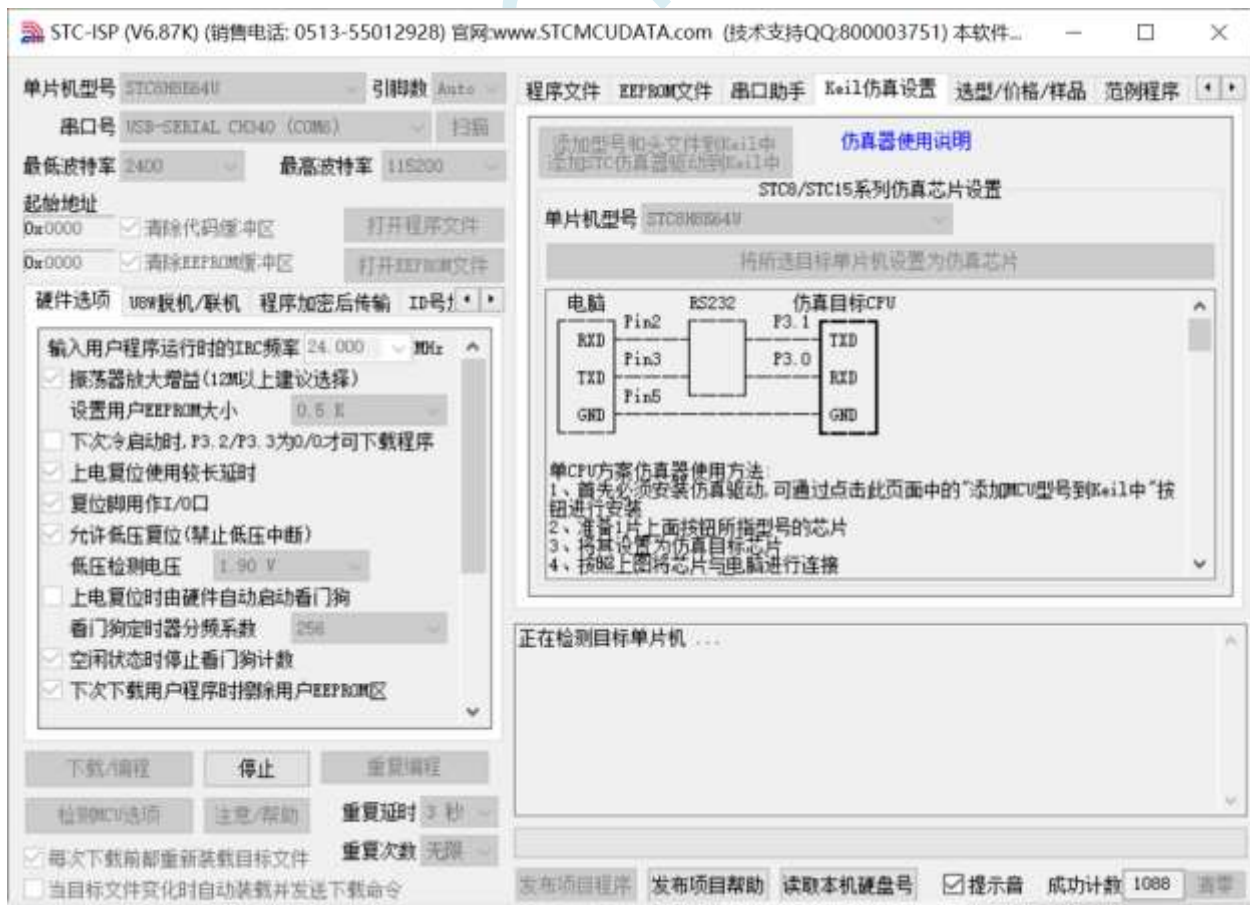 STC-ISP (V6.87K) (销售电话: 0513-55012928) 官网:www.STCMCUDATA.com (技术支持QQ:800003751) 本软件...
单片机型号 STC8H8K64U 引脚数 Auto
串口号 USB-SERIAL CH340 (COM6) 扫描
最低波特率 2400 最高波特率 115200
起始地址
0x0000 清除代码缓冲区 打开程序文件
0x0000 清除EEPROM缓冲区 打开EEPROM文件
硬件选项 U8W脱机/联机 程序加密后传输 ID号
输入用户程序运行时的IRC频率 24.000 MHz
振荡器放大增益(12M以上建议选择)
设置用户EEPROM大小 0.5 K
下次冷启动时,P3.2/P3.3为0/0才可下载程序
上电复位使用较长延时
复位脚用作I/O口
允许低压复位(禁止低压中断)
低压检测电压 1.90 V
上电复位时由硬件自动启动看门狗
看门狗定时器分频系数 256
空闲状态时停止看门狗计数
下次下载用户程序时擦除用户EEPROM区
下载/编程 停止 重复编程
检测MCU选项 注意/帮助 重复延时 3 秒
每次下载前都重新装载目标文件 重复次数 无限
当目标文件变化时自动装载并发送下载命令
程序文件 EEPROM文件 串口助手 Keil仿真设置 选型/价格/样品 范例程序
添加型号和头文件到Keil中
添加STC仿真器驱动到Keil中
仿真器使用说明
STC8/STC15系列仿真芯片设置
单片机型号 STC8H8K64U
将所选目标单片机设置为仿真芯片
电脑 RS232 仿真目标CPU
Pin2 P3.1
RXD TXD
Pin3 P3.0
TXD RXD
Pin5
GND GND
单CPU方案仿真器使用方法:
1、首先必须安装仿真驱动,可通过点击此页面中的"添加MCU型号到Keil中"按
钮进行安装
2、准备1片上面按钮所指型号的芯片
3、将其设置为仿真目标芯片
4、按照上图将芯片与电脑进行连接
正在检测目标单片机 ...
发布项目程序 发布项目帮助 读取本机硬盘号 提示音 成功计数 1088 清零